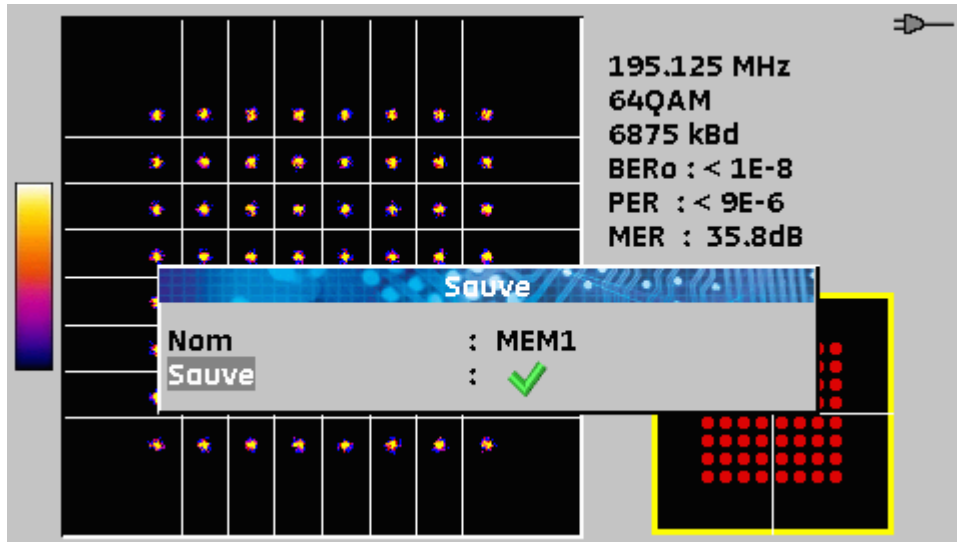 195.125 MHz
64QAM
6875 kBd
BERo : < 1E-8
PER : < 9E-6
MER : 35.8dB
Sauve
Nom : MEM1
Sauve :